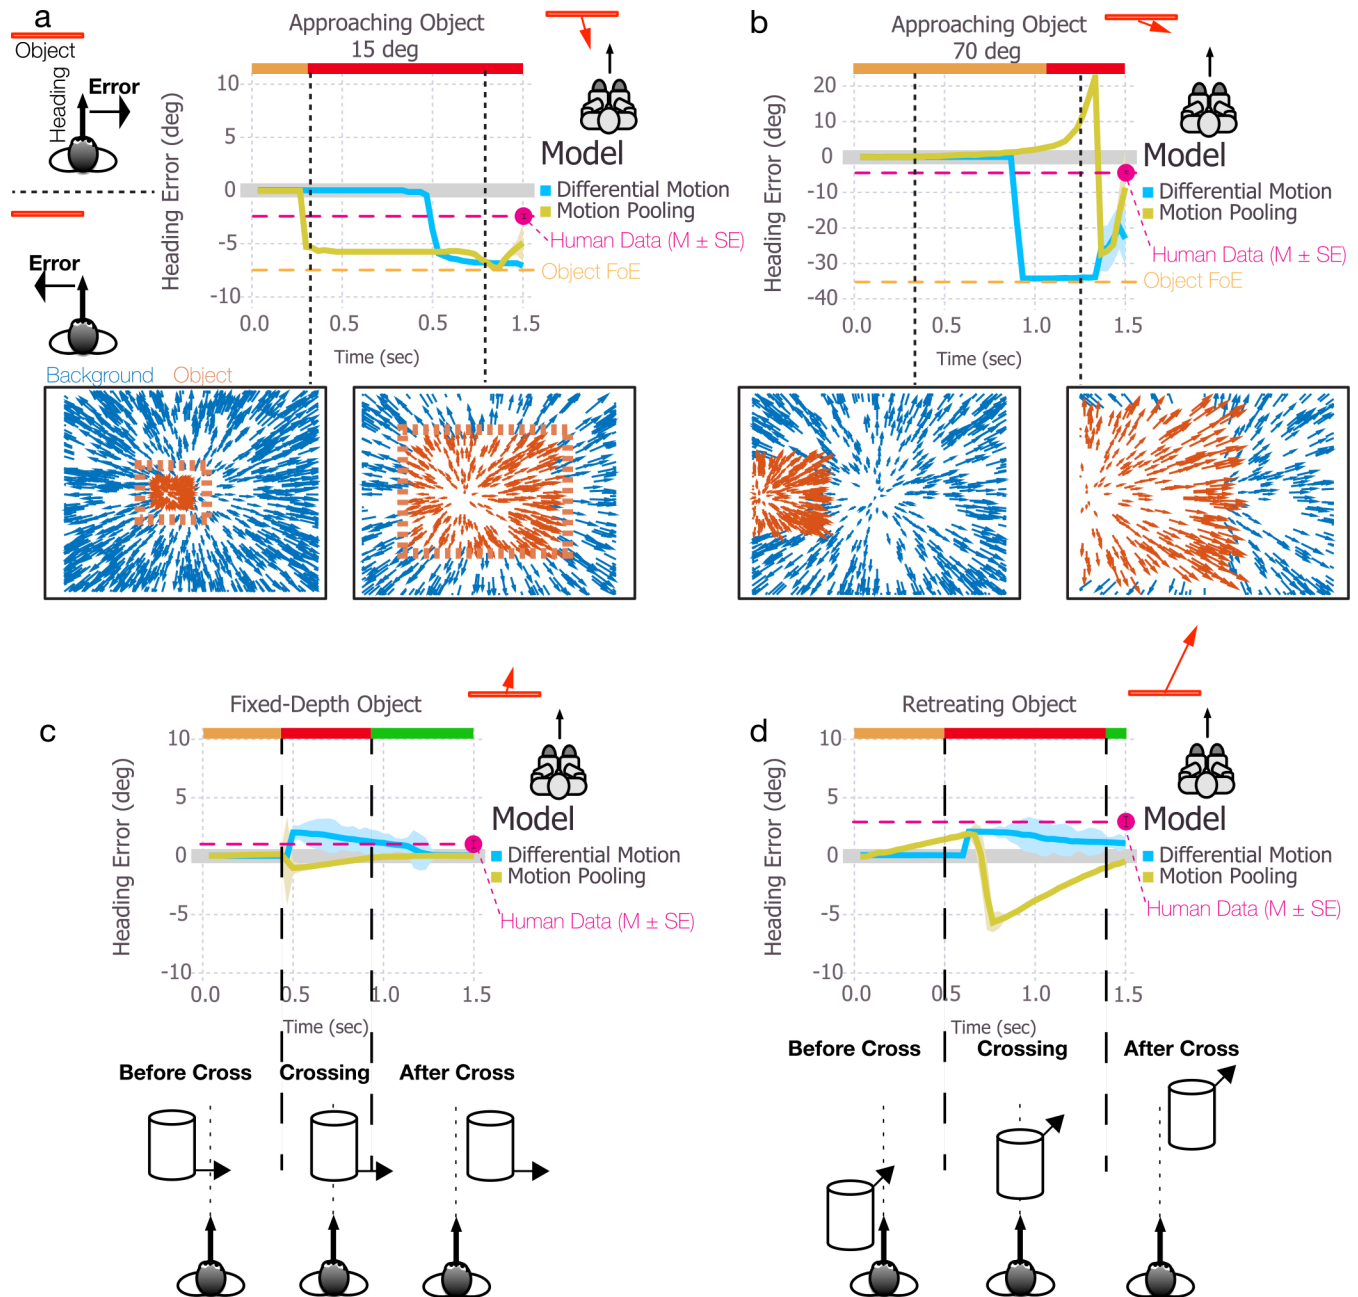 a
Object
Heading
Error
Error
Approaching Object
15 deg
Heading Error (deg)
10
5
0
-5
-10
0.0
0.5
0.5
1.5
Time (sec)
Model
Differential Motion
Motion Pooling
Human Data (M ± SE)
Object FoE
Background
Object
b
Approaching Object
70 deg
Heading Error (deg)
20
10
0
-10
-20
-30
-40
0.0
0.5
1.0
1.5
Time (sec)
Model
Differential Motion
Motion Pooling
Human Data (M ± SE)
Object FoE
c
Fixed-Depth Object
Heading Error (deg)
10
5
0
-5
-10
0.0
0.5
1.0
1.5
Time (sec)
Model
Differential Motion
Motion Pooling
Human Data (M ± SE)
Before Cross
Crossing
After Cross
d
Retreating Object
Heading Error (deg)
10
5
0
-5
-10
0.0
0.5
1.0
1.5
Time (sec)
Model
Differential Motion
Motion Pooling
Human Data (M ± SE)
Before Cross
Crossing
After Cross